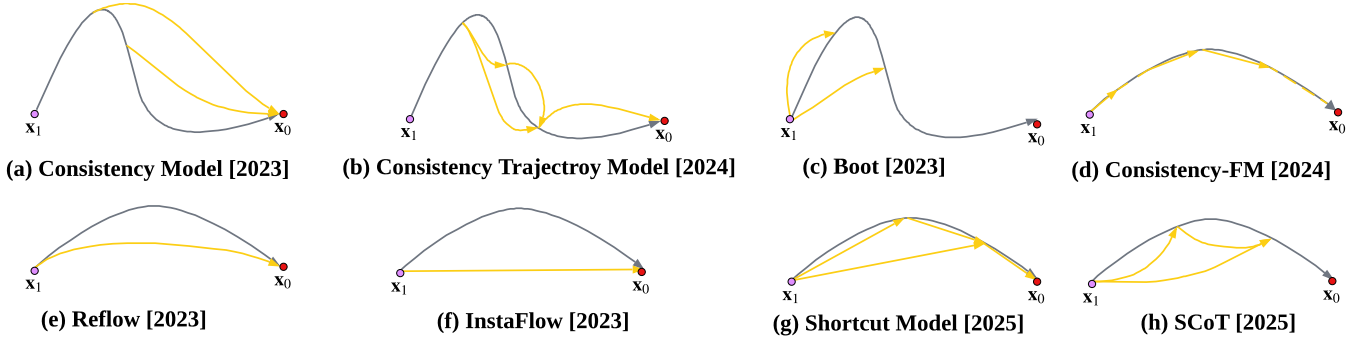 x₁ x₀ x₁ x₀ x₁ x₀ x₁ x₀
(a) Consistency Model [2023] (b) Consistency Trajectroy Model [2024] (c) Boot [2023] (d) Consistency-FM [2024]
x₁ x₀ x₁ x₀ x₁ x₀ x₁ x₀
(e) Reflow [2023] (f) InstaFlow [2023] (g) Shortcut Model [2025] (h) SCoT [2025]